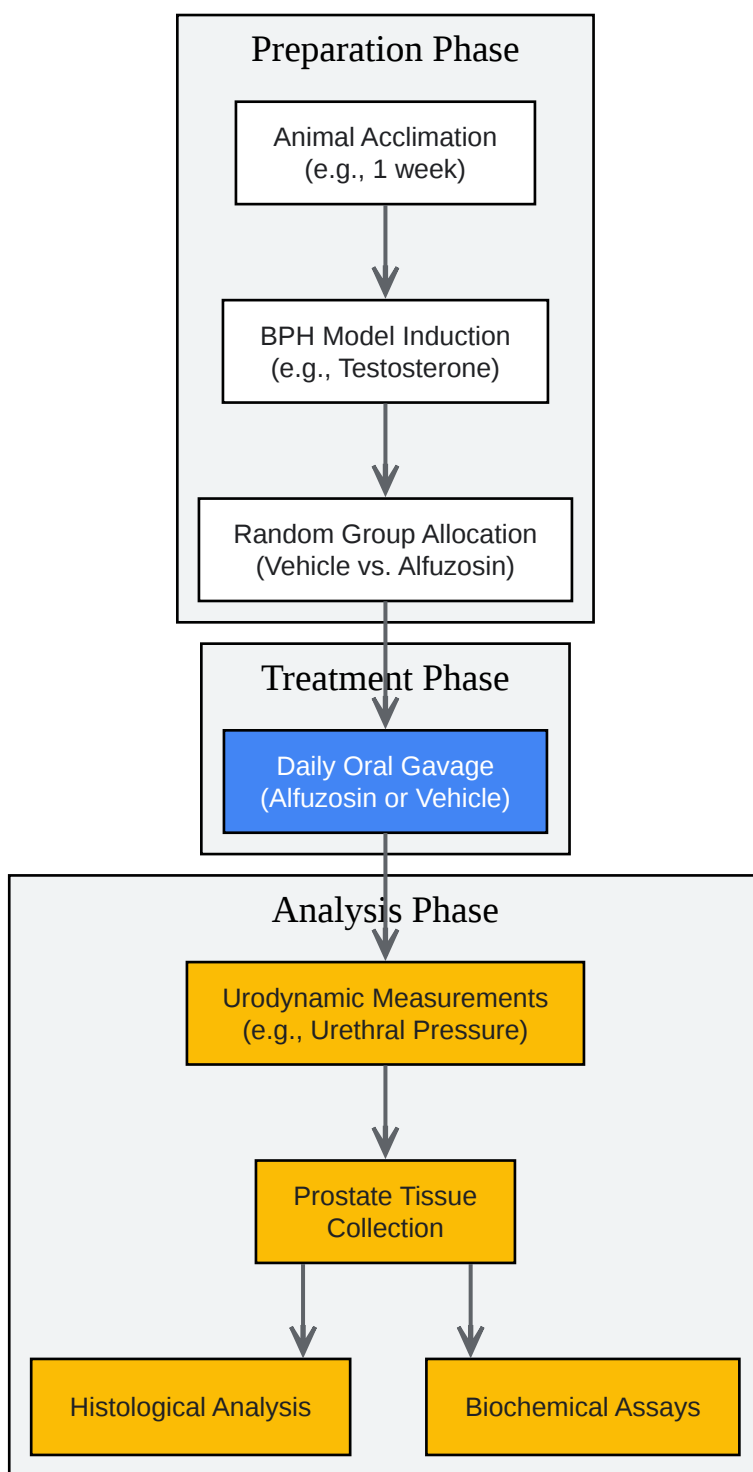 Preparation Phase
Animal Acclimation
(e.g., 1 week)
BPH Model Induction
(e.g., Testosterone)
Random Group Allocation
(Vehicle vs. Alfuzosin)
Treatment Phase
Daily Oral Gavage
(Alfuzosin or Vehicle)
Analysis Phase
Urodynamic Measurements
(e.g., Urethral Pressure)
Prostate Tissue
Collection
Histological Analysis
Biochemical Assays